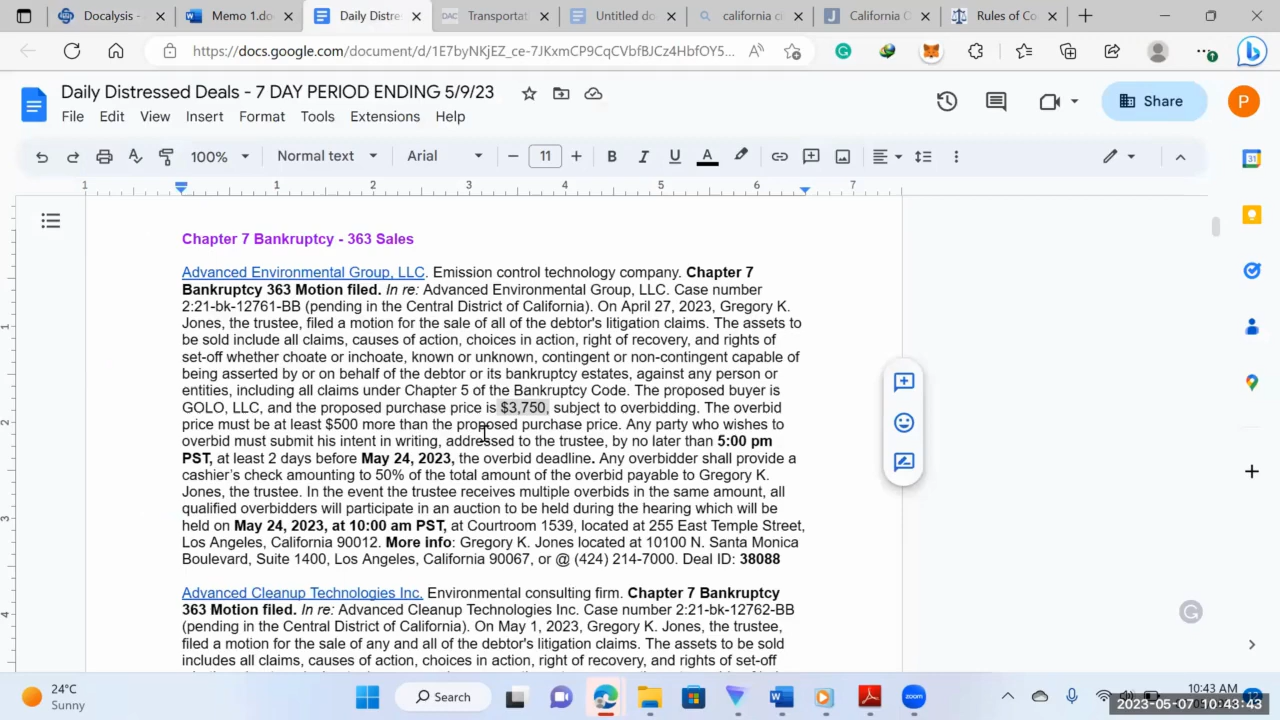 Docalysis -
Memo 1.do
Daily Distres
Transportat
Untitled do
california ci
California C
Rules of Co
https://docs.google.com/document/d/1E7byNKjEZ_ce-7JKxmCP9CqCVbfBJCz4HbfOY5...
Daily Distressed Deals - 7 DAY PERIOD ENDING 5/9/23
Share
P
File Edit View Insert Format Tools Extensions Help
100% Normal text Arial 11 B I U A
1 1 2 3 4 5 6 7
Chapter 7 Bankruptcy - 363 Sales
Advanced Environmental Group, LLC. Emission control technology company. Chapter 7
Bankruptcy 363 Motion filed. In re: Advanced Environmental Group, LLC. Case number
2:21-bk-12761-BB (pending in the Central District of California). On April 27, 2023, Gregory K.
Jones, the trustee, filed a motion for the sale of all of the debtor's litigation claims. The assets to
be sold include all claims, causes of action, choices in action, right of recovery, and rights of
set-off whether choate or inchoate, known or unknown, contingent or non-contingent capable of
being asserted by or on behalf of the debtor or its bankruptcy estates, against any person or
entities, including all claims under Chapter 5 of the Bankruptcy Code. The proposed buyer is
GOLO, LLC, and the proposed purchase price is $3,750, subject to overbidding. The overbid
price must be at least $500 more than the proposed purchase price. Any party who wishes to
overbid must submit his intent in writing, addressed to the trustee, by no later than 5:00 pm
PST, at least 2 days before May 24, 2023, the overbid deadline. Any overbidder shall provide a
cashier's check amounting to 50% of the total amount of the overbid payable to Gregory K.
Jones, the trustee. In the event the trustee receives multiple overbids in the same amount, all
qualified overbidders will participate in an auction to be held during the hearing which will be
held on May 24, 2023, at 10:00 am PST, at Courtroom 1539, located at 255 East Temple Street,
Los Angeles, California 90012. More info: Gregory K. Jones located at 10100 N. Santa Monica
Boulevard, Suite 1400, Los Angeles, California 90067, or @ (424) 214-7000. Deal ID: 38088
Advanced Cleanup Technologies Inc. Environmental consulting firm. Chapter 7 Bankruptcy
363 Motion filed. In re: Advanced Cleanup Technologies Inc. Case number 2:21-bk-12762-BB
(pending in the Central District of California). On May 1, 2023, Gregory K. Jones, the trustee,
filed a motion for the sale of any and all of the debtor's litigation claims. The assets to be sold
includes all claims, causes of action, choices in action, right of recovery, and rights of set-off
24°C
Sunny
Search
zoom
10:43 AM
2023-05-07 10:43:43